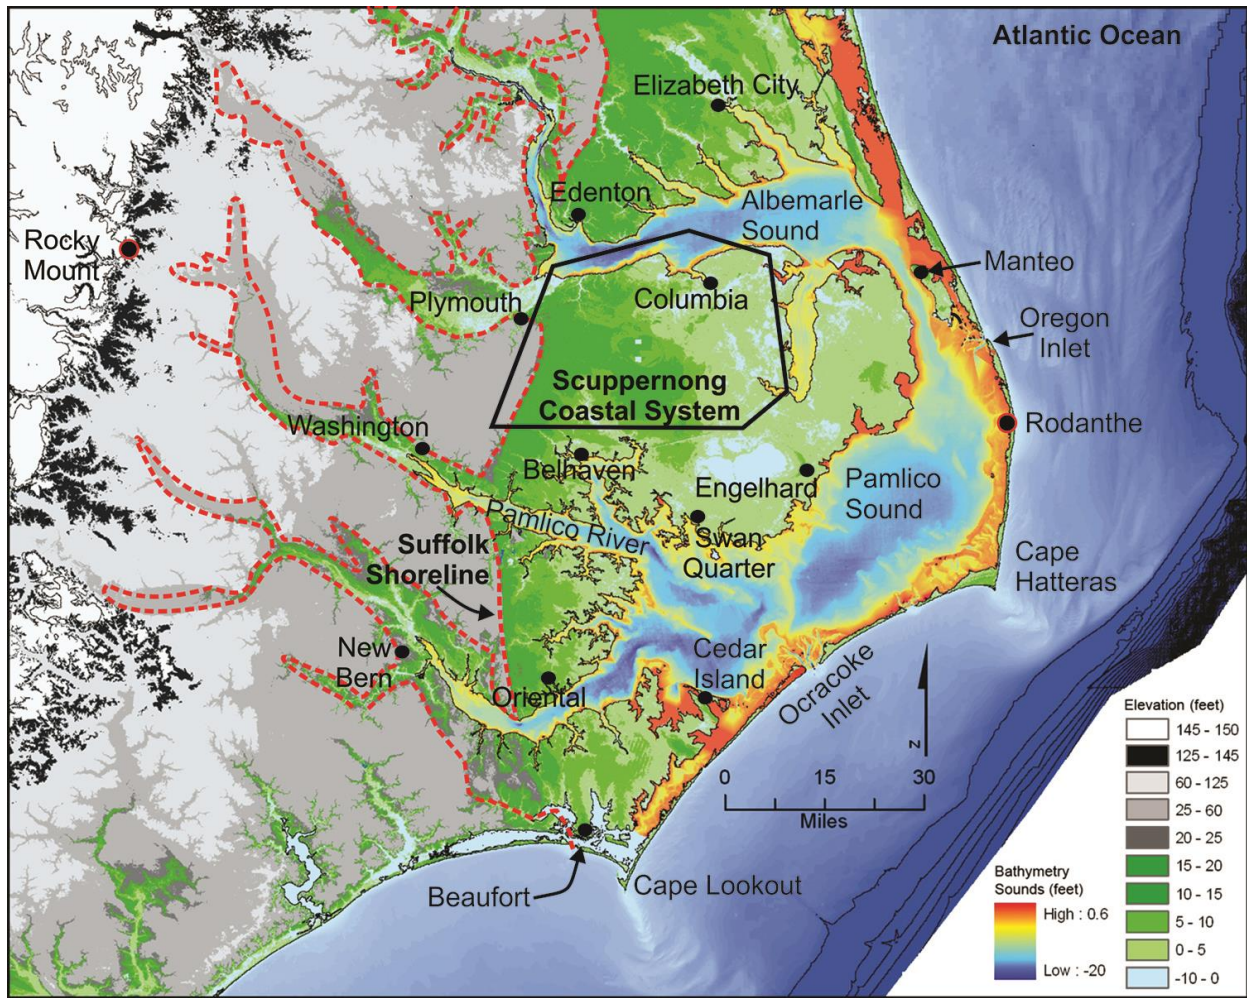 Atlantic Ocean
Elizabeth City
Edenton
Albemarle
Sound
Rocky
Mount
Manteo
Plymouth
Columbia
Oregon
Inlet
Scuppernong
Coastal System
Washington
Rodanthe
Belhaven
Engelhard
Pamlico
Sound
Pamlico River
Swan
Quarter
Suffolk
Shoreline
Cape
Hatteras
New
Bern
Cedar
Island
Oriental
Ocracoke
Inlet
N
0 15 30
Miles
Beaufort
Cape Lookout
Bathymetry
Sounds (feet)
High : 0.6
Low : -20
Elevation (feet)
145 - 150
125 - 145
60 - 125
25 - 60
20 - 25
15 - 20
10 - 15
5 - 10
0 - 5
-10 - 0